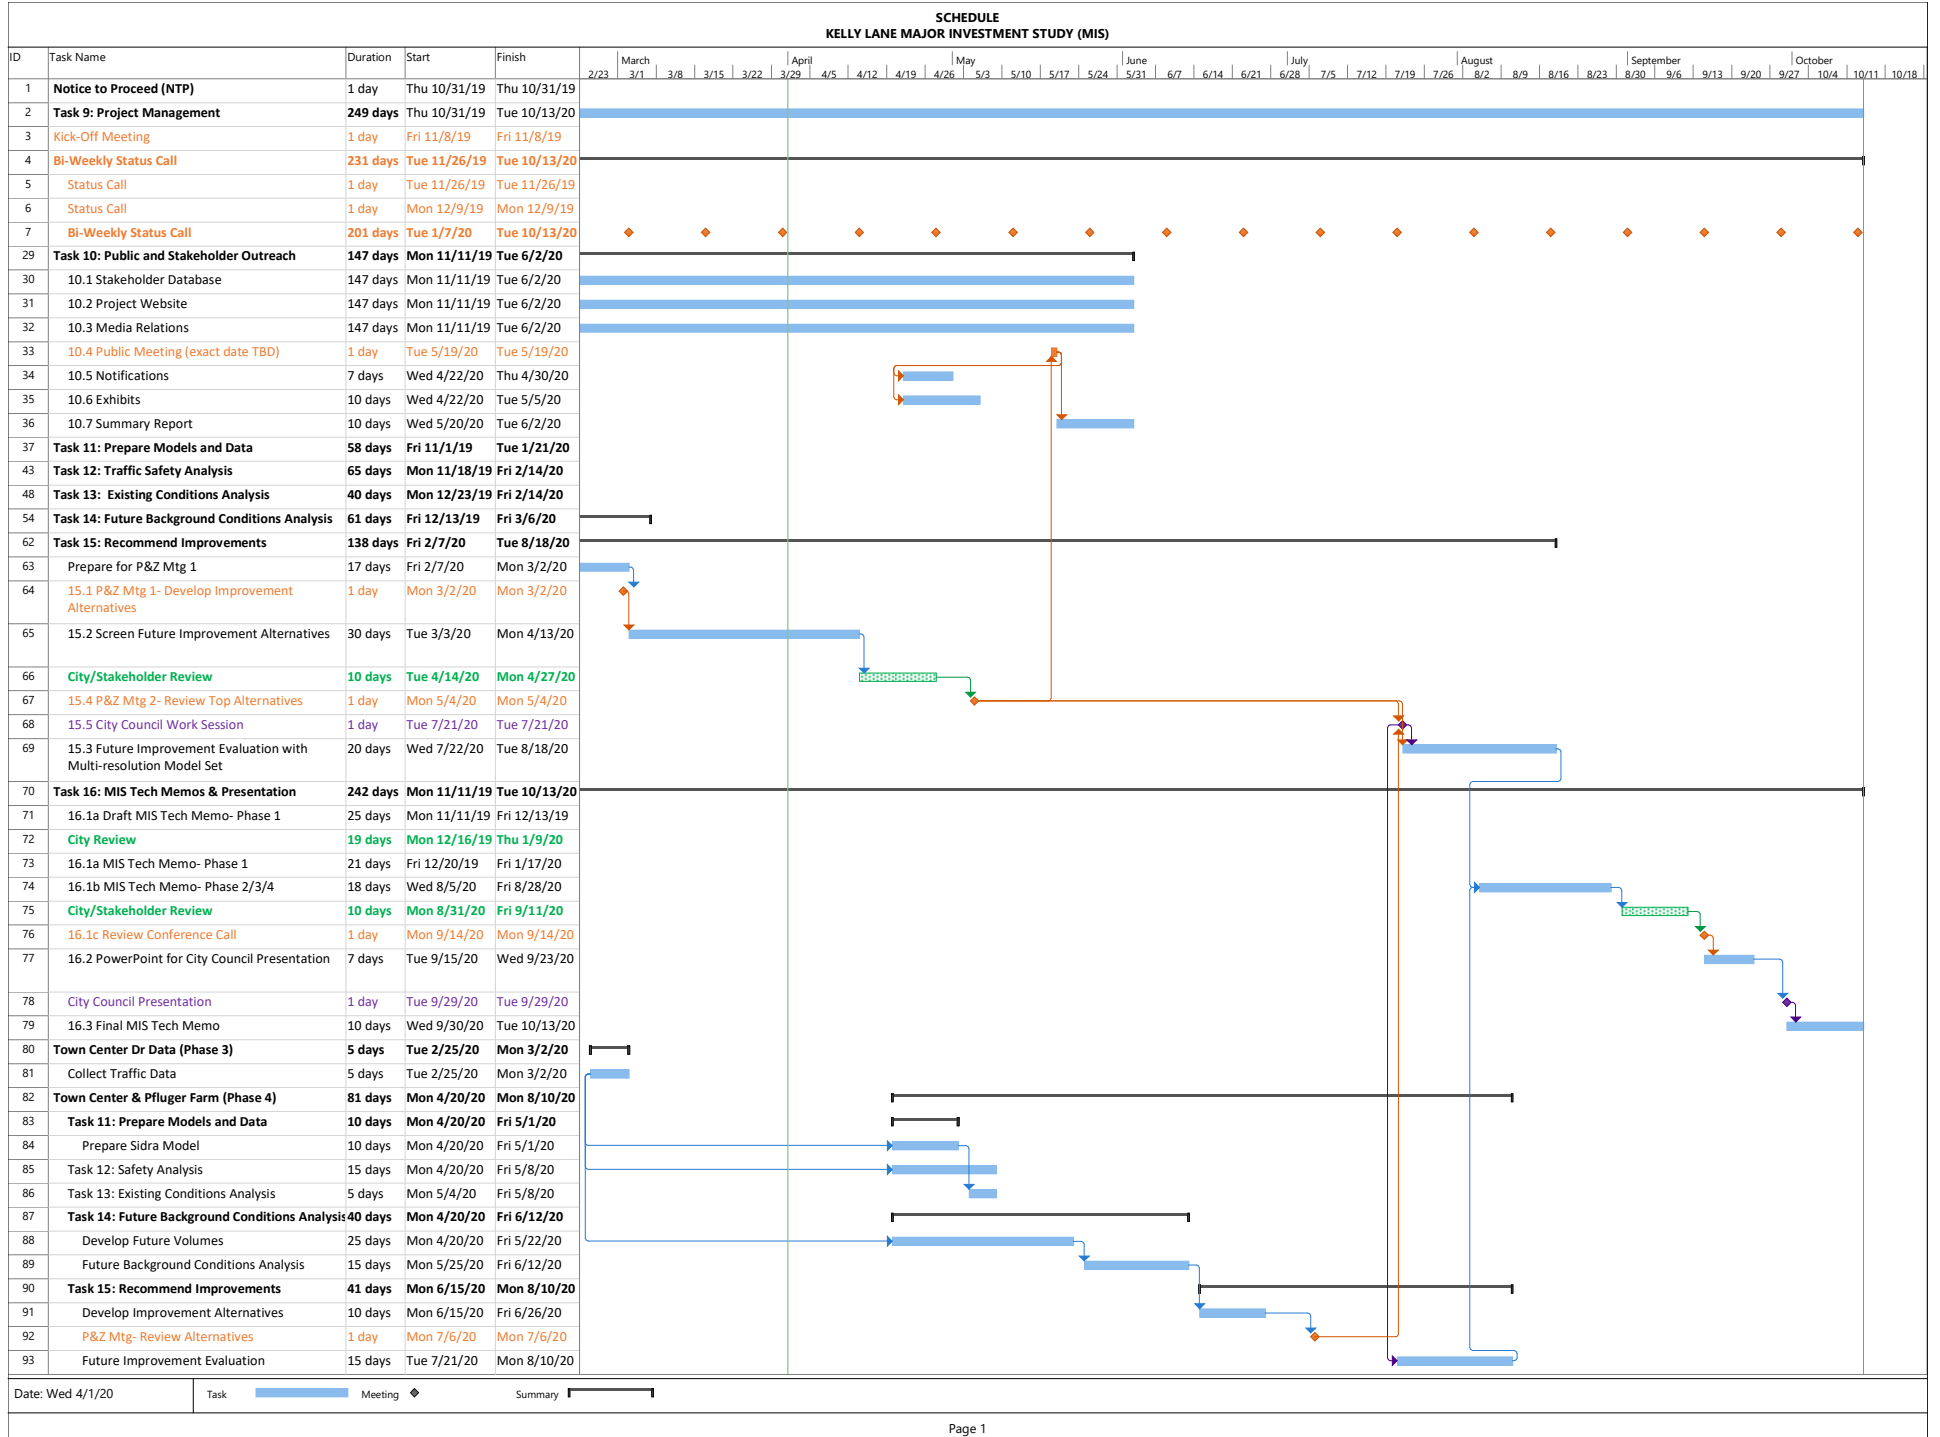 SCHEDULE
KELLY LANE MAJOR INVESTMENT STUDY (MIS)
ID Task Name Duration Start Finish
March April May June July August September October
2/23 3/1 3/8 3/15 3/22 3/29 4/5 4/12 4/19 4/26 5/3 5/10 5/17 5/24 5/31 6/7 6/14 6/21 6/28 7/5 7/12 7/19 7/26 8/2 8/9 8/16 8/23 8/30 9/6 9/13 9/20 9/27 10/4 10/11 10/18
1 Notice to Proceed (NTP) 1 day Thu 10/31/19 Thu 10/31/19
2 Task 9: Project Management 249 days Thu 10/31/19 Tue 10/13/20
3 Kick-Off Meeting 1 day Fri 11/8/19 Fri 11/8/19
4 Bi-Weekly Status Call 231 days Tue 11/26/19 Tue 10/13/20
5 Status Call 1 day Tue 11/26/19 Tue 11/26/19
6 Status Call 1 day Mon 12/9/19 Mon 12/9/19
7 Bi-Weekly Status Call 201 days Tue 1/7/20 Tue 10/13/20
29 Task 10: Public and Stakeholder Outreach 147 days Mon 11/11/19 Tue 6/2/20
30 10.1 Stakeholder Database 147 days Mon 11/11/19 Tue 6/2/20
31 10.2 Project Website 147 days Mon 11/11/19 Tue 6/2/20
32 10.3 Media Relations 147 days Mon 11/11/19 Tue 6/2/20
33 10.4 Public Meeting (exact date TBD) 1 day Tue 5/19/20 Tue 5/19/20
34 10.5 Notifications 7 days Wed 4/22/20 Thu 4/30/20
35 10.6 Exhibits 10 days Wed 4/22/20 Tue 5/5/20
36 10.7 Summary Report 10 days Wed 5/20/20 Tue 6/2/20
37 Task 11: Prepare Models and Data 58 days Fri 11/1/19 Tue 1/21/20
43 Task 12: Traffic Safety Analysis 65 days Mon 11/18/19 Fri 2/14/20
48 Task 13: Existing Conditions Analysis 40 days Mon 12/23/19 Fri 2/14/20
54 Task 14: Future Background Conditions Analysis 61 days Fri 12/13/19 Fri 3/6/20
62 Task 15: Recommend Improvements 138 days Fri 2/7/20 Tue 8/18/20
63 Prepare for P&Z Mtg 1 17 days Fri 2/7/20 Mon 3/2/20
64 15.1 P&Z Mtg 1- Develop Improvement 1 day Mon 3/2/20 Mon 3/2/20
Alternatives
65 15.2 Screen Future Improvement Alternatives 30 days Tue 3/3/20 Mon 4/13/20
66 City/Stakeholder Review 10 days Tue 4/14/20 Mon 4/27/20
67 15.4 P&Z Mtg 2- Review Top Alternatives 1 day Mon 5/4/20 Mon 5/4/20
68 15.5 City Council Work Session 1 day Tue 7/21/20 Tue 7/21/20
69 15.3 Future Improvement Evaluation with 20 days Wed 7/22/20 Tue 8/18/20
Multi-resolution Model Set
70 Task 16: MIS Tech Memos & Presentation 242 days Mon 11/11/19 Tue 10/13/20
71 16.1a Draft MIS Tech Memo- Phase 1 25 days Mon 11/11/19 Fri 12/13/19
72 City Review 19 days Mon 12/16/19 Thu 1/9/20
73 16.1a MIS Tech Memo- Phase 1 21 days Fri 12/20/19 Fri 1/17/20
74 16.1b MIS Tech Memo- Phase 2/3/4 18 days Wed 8/5/20 Fri 8/28/20
75 City/Stakeholder Review 10 days Mon 8/31/20 Fri 9/11/20
76 16.1c Review Conference Call 1 day Mon 9/14/20 Mon 9/14/20
77 16.2 PowerPoint for City Council Presentation 7 days Tue 9/15/20 Wed 9/23/20
78 City Council Presentation 1 day Tue 9/29/20 Tue 9/29/20
79 16.3 Final MIS Tech Memo 10 days Wed 9/30/20 Tue 10/13/20
80 Town Center Dr Data (Phase 3) 5 days Tue 2/25/20 Mon 3/2/20
81 Collect Traffic Data 5 days Tue 2/25/20 Mon 3/2/20
82 Town Center & Pfluger Farm (Phase 4) 81 days Mon 4/20/20 Mon 8/10/20
83 Task 11: Prepare Models and Data 10 days Mon 4/20/20 Fri 5/1/20
84 Prepare Sidra Model 10 days Mon 4/20/20 Fri 5/1/20
85 Task 12: Safety Analysis 15 days Mon 4/20/20 Fri 5/8/20
86 Task 13: Existing Conditions Analysis 5 days Mon 5/4/20 Fri 5/8/20
87 Task 14: Future Background Conditions Analysis 40 days Mon 4/20/20 Fri 6/12/20
88 Develop Future Volumes 25 days Mon 4/20/20 Fri 5/22/20
89 Future Background Conditions Analysis 15 days Mon 5/25/20 Fri 6/12/20
90 Task 15: Recommend Improvements 41 days Mon 6/15/20 Mon 8/10/20
91 Develop Improvement Alternatives 10 days Mon 6/15/20 Fri 6/26/20
92 P&Z Mtg- Review Alternatives 1 day Mon 7/6/20 Mon 7/6/20
93 Future Improvement Evaluation 15 days Tue 7/21/20 Mon 8/10/20
Date: Wed 4/1/20 Task Meeting Summary
Page 1